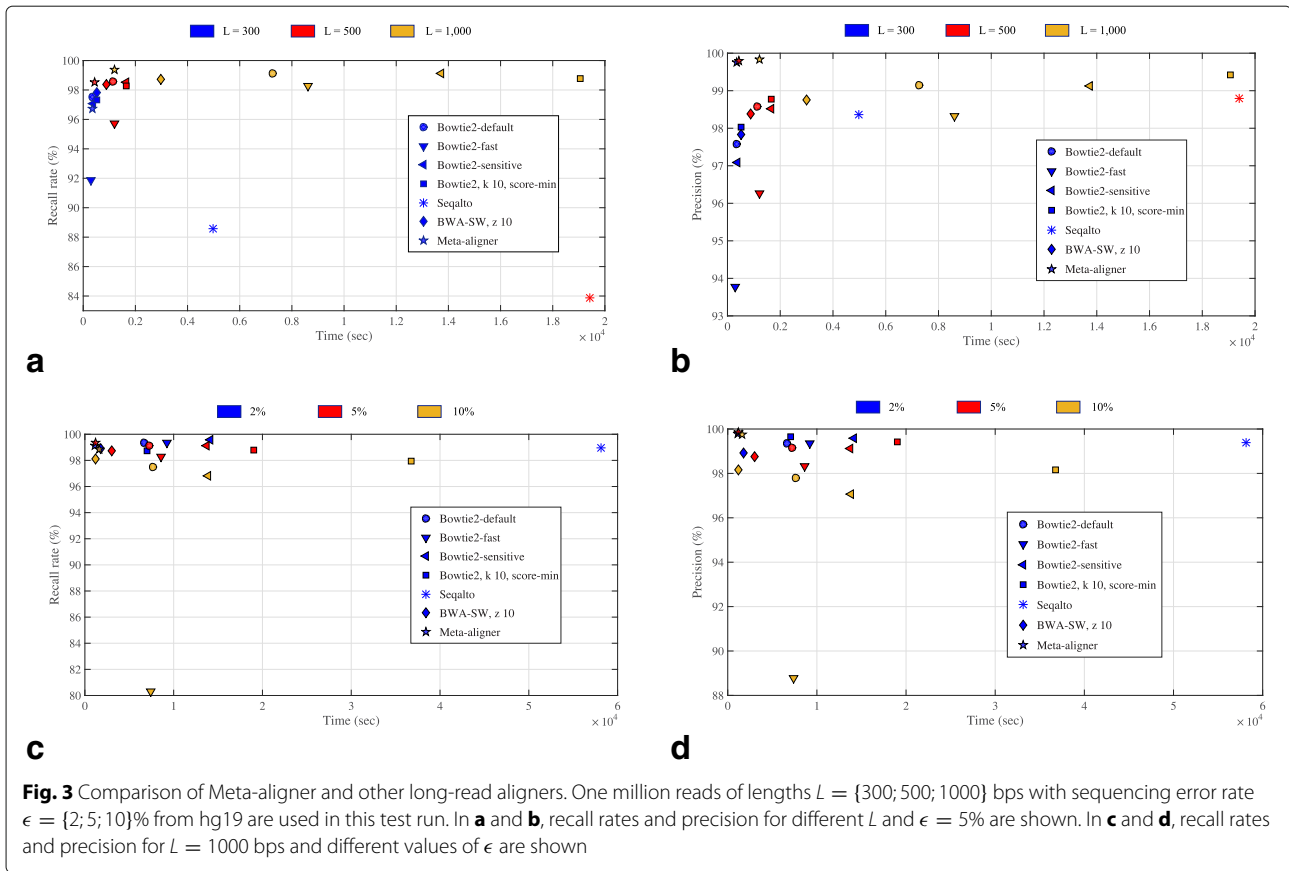 L = 300 L = 500 L = 1,000
100
98
96
94
92
90
88
86
84
Recall rate (%)
Bowtie2-default
Bowtie2-fast
Bowtie2-sensitive
Bowtie2, k 10, score-min
Seqalto
BWA-SW, z 10
Meta-aligner
0 0.2 0.4 0.6 0.8 1 1.2 1.4 1.6 1.8 2
× 10⁴
Time (sec)
a
L = 300 L = 500 L = 1,000
100
99
98
97
96
95
94
93
Precision (%)
Bowtie2-default
Bowtie2-fast
Bowtie2-sensitive
Bowtie2, k 10, score-min
Seqalto
BWA-SW, z 10
Meta-aligner
0 0.2 0.4 0.6 0.8 1 1.2 1.4 1.6 1.8 2
× 10⁴
Time (sec)
b
2% 5% 10%
100
98
96
94
92
90
88
86
84
82
80
Recall rate (%)
Bowtie2-default
Bowtie2-fast
Bowtie2-sensitive
Bowtie2, k 10, score-min
Seqalto
BWA-SW, z 10
Meta-aligner
0 1 2 3 4 5 6
× 10⁴
Time (sec)
c
2% 5% 10%
100
98
96
94
92
90
88
Precision (%)
Bowtie2-default
Bowtie2-fast
Bowtie2-sensitive
Bowtie2, k 10, score-min
Seqalto
BWA-SW, z 10
Meta-aligner
0 1 2 3 4 5 6
× 10⁴
Time (sec)
d
Fig. 3 Comparison of Meta-aligner and other long-read aligners. One million reads of lengths L = {300; 500; 1000} bps with sequencing error rate
ϵ = {2; 5; 10}% from hg19 are used in this test run. In a and b, recall rates and precision for different L and ϵ = 5% are shown. In c and d, recall rates
and precision for L = 1000 bps and different values of ϵ are shown